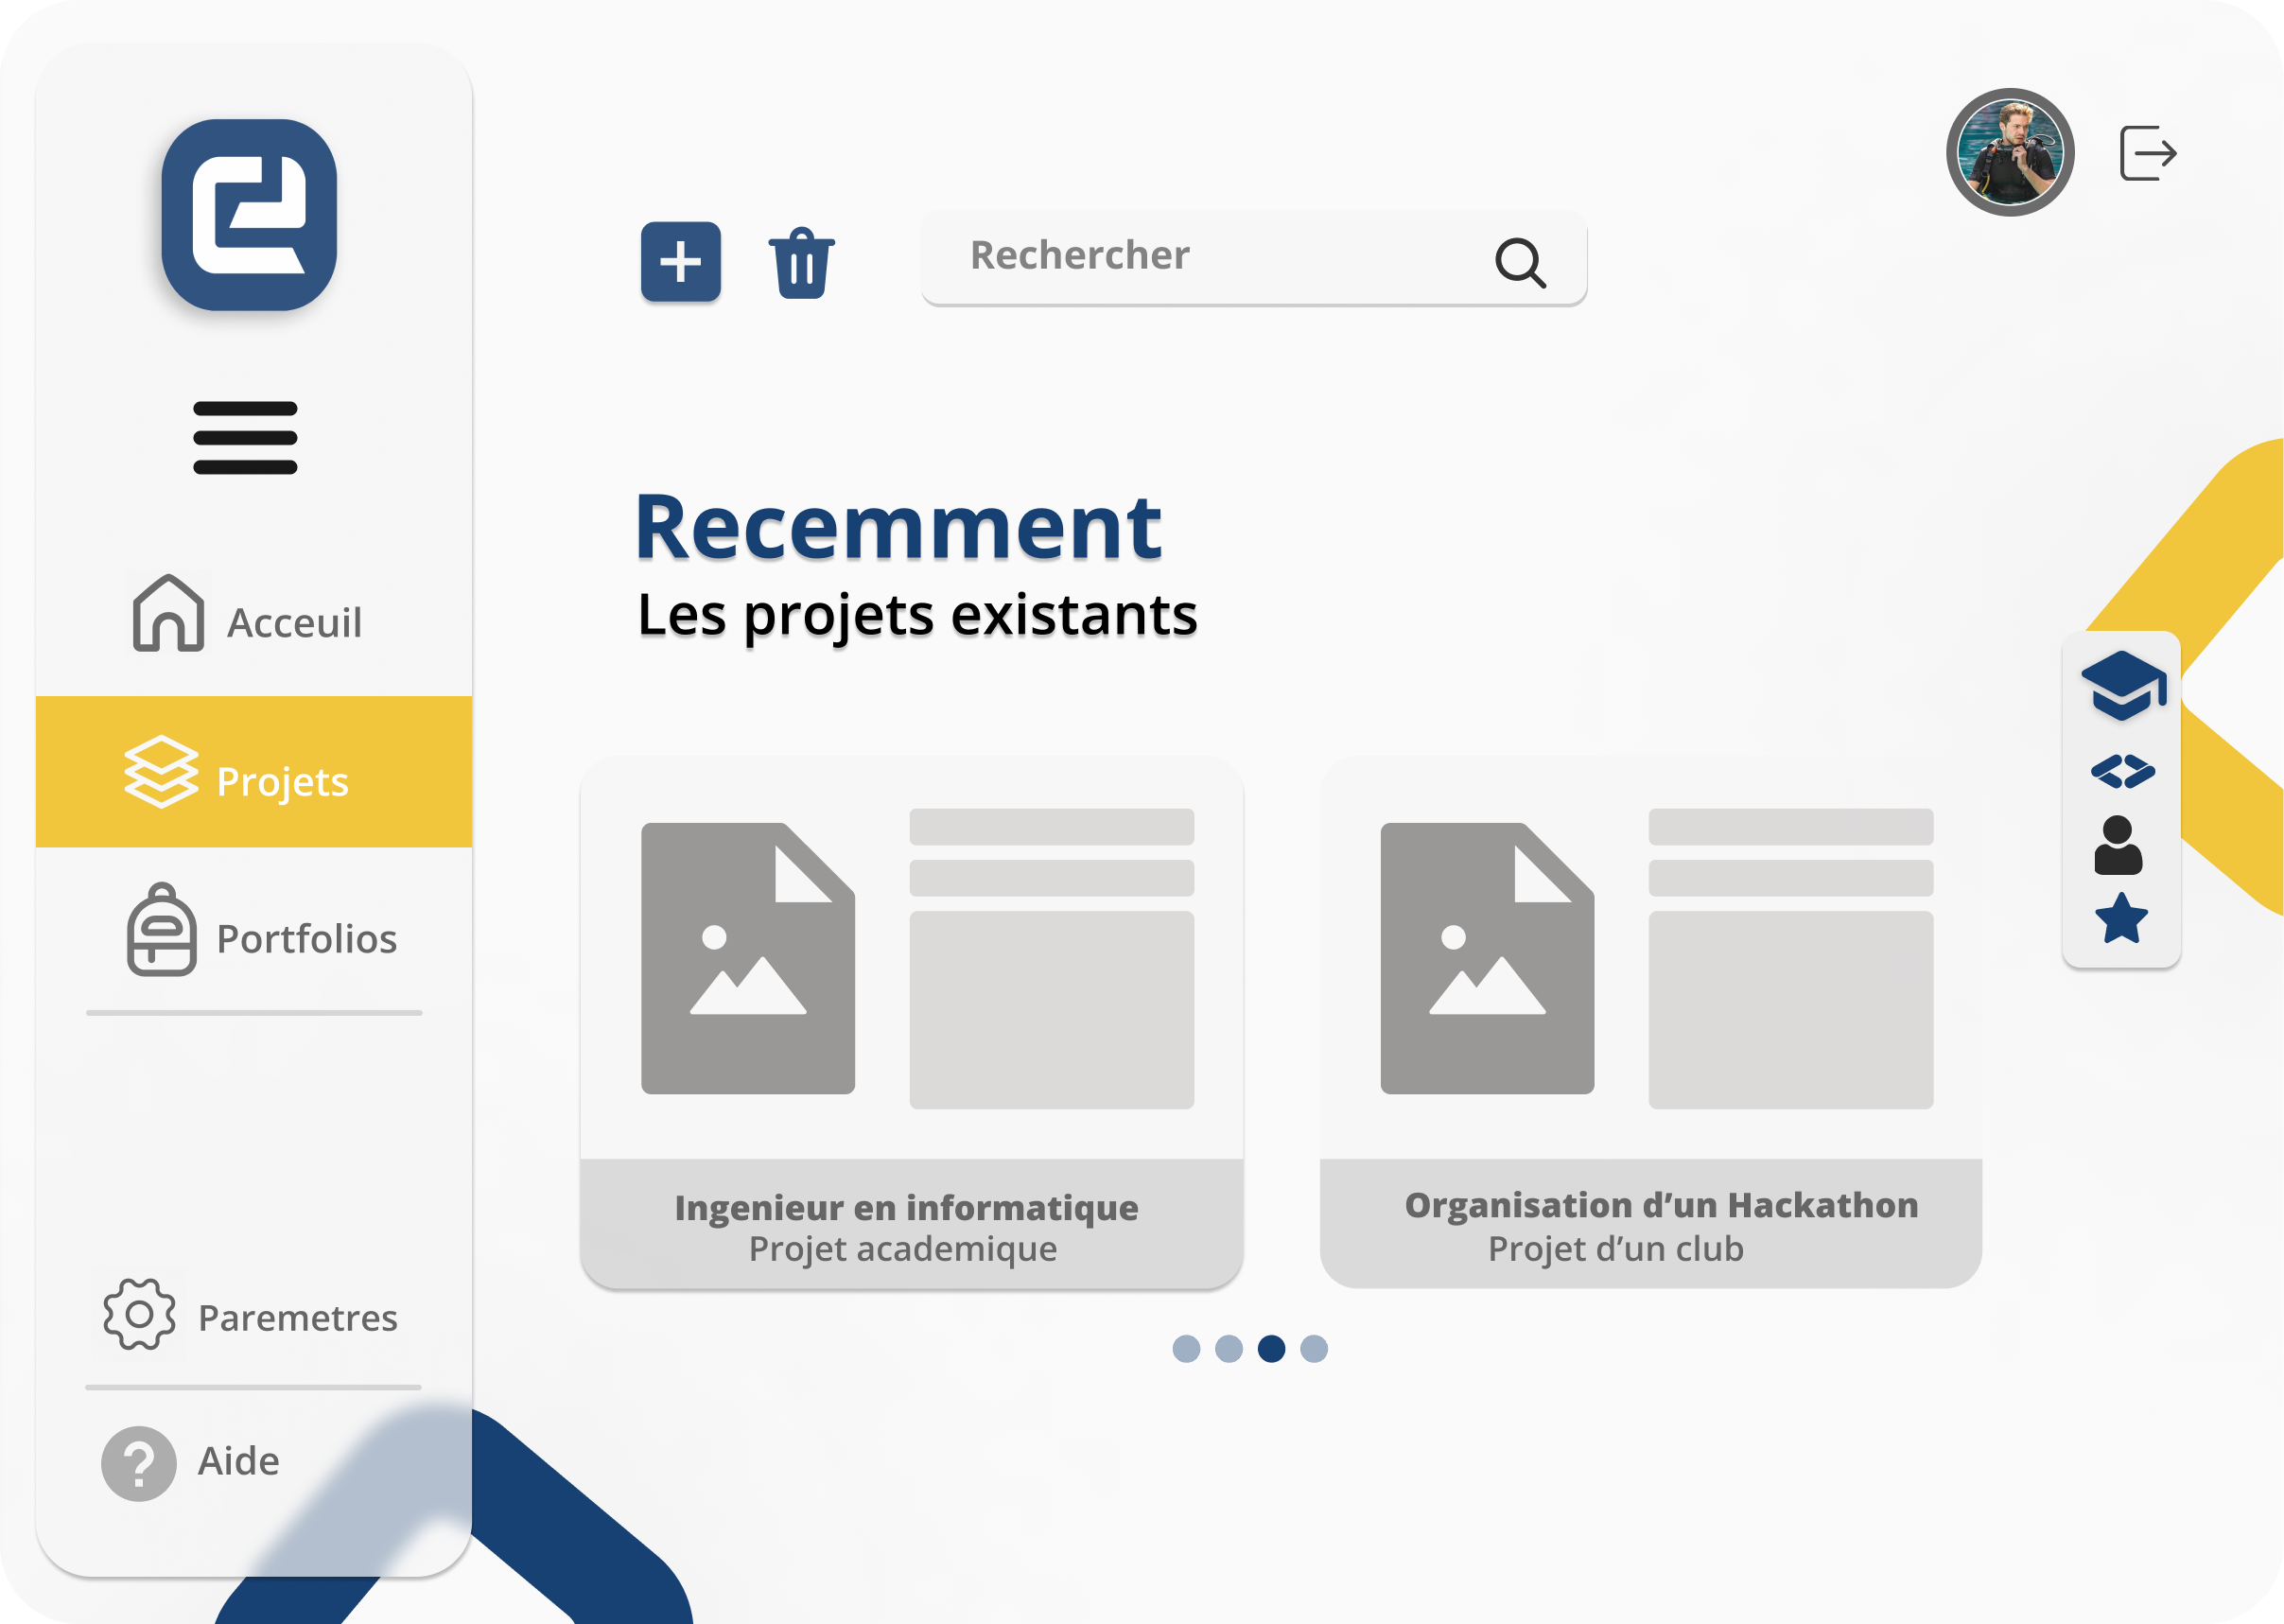 Rechercher
Recemment
Les projets existants
Acceuil
Projets
Portfolios
Ingenieur en informatique
Projet academique
Organisation d’un Hackathon
Projet d’un club
Paremetres
Aide